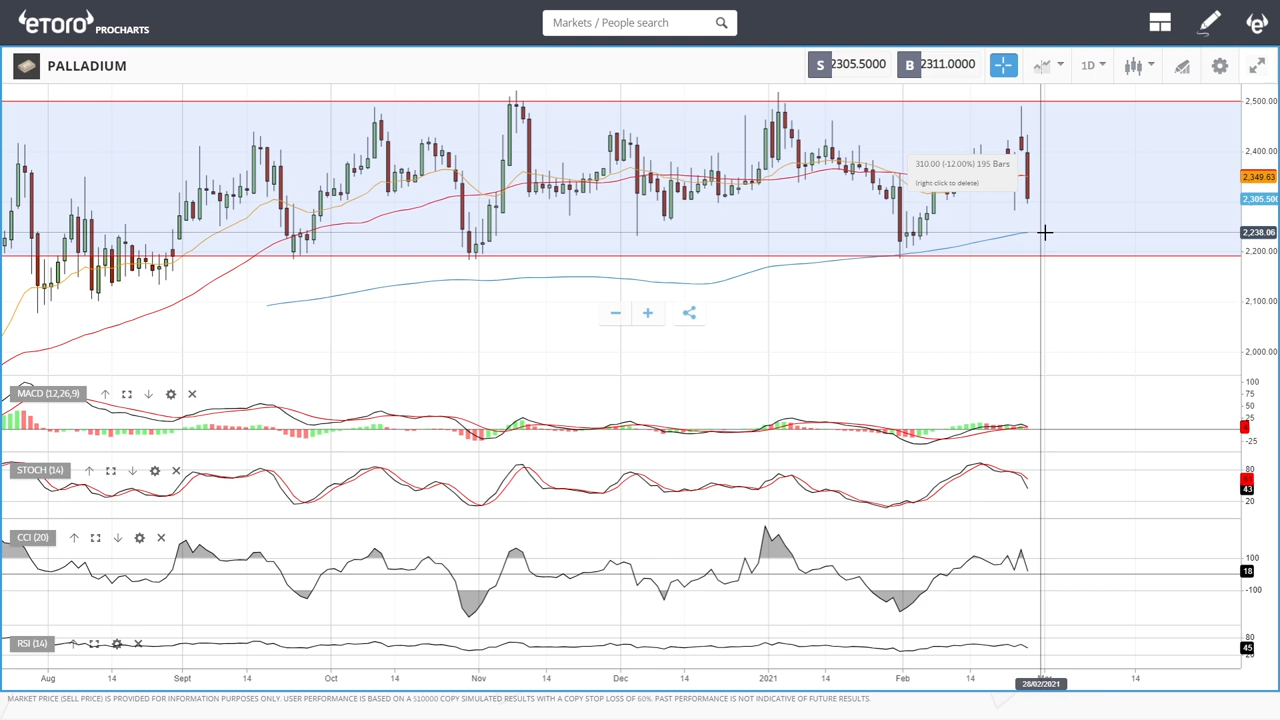 eToro PROCHARTS
Markets / People search
PALLADIUM
S 2305.5000
B 2311.0000
1D
2,500.00
2,400.00
310.00 (-12.00%) 195 Bars
(right click to delete)
2,349.63
2,305.500
2,238.00
2,200.00
2,100.00
2,000.00
MACD (12,26,9)
100
75
50
25
-25
STOCH (14)
80
43
20
CCI (20)
100
18
-100
RSI (14)
80
45
Aug 14 Sept 14 Oct 14 Nov 14 Dec 14 2021 14 Feb 14 14
28/02/2021
MARKET PRICE (SELL PRICE) IS PROVIDED FOR INFORMATION PURPOSES ONLY. USER PERFORMANCE IS BASED ON A $10000 COPY SIMULATED RESULTS WITH A COPY STOP LOSS OF 60%. PAST PERFORMANCE IS NOT INDICATIVE OF FUTURE RESULTS.